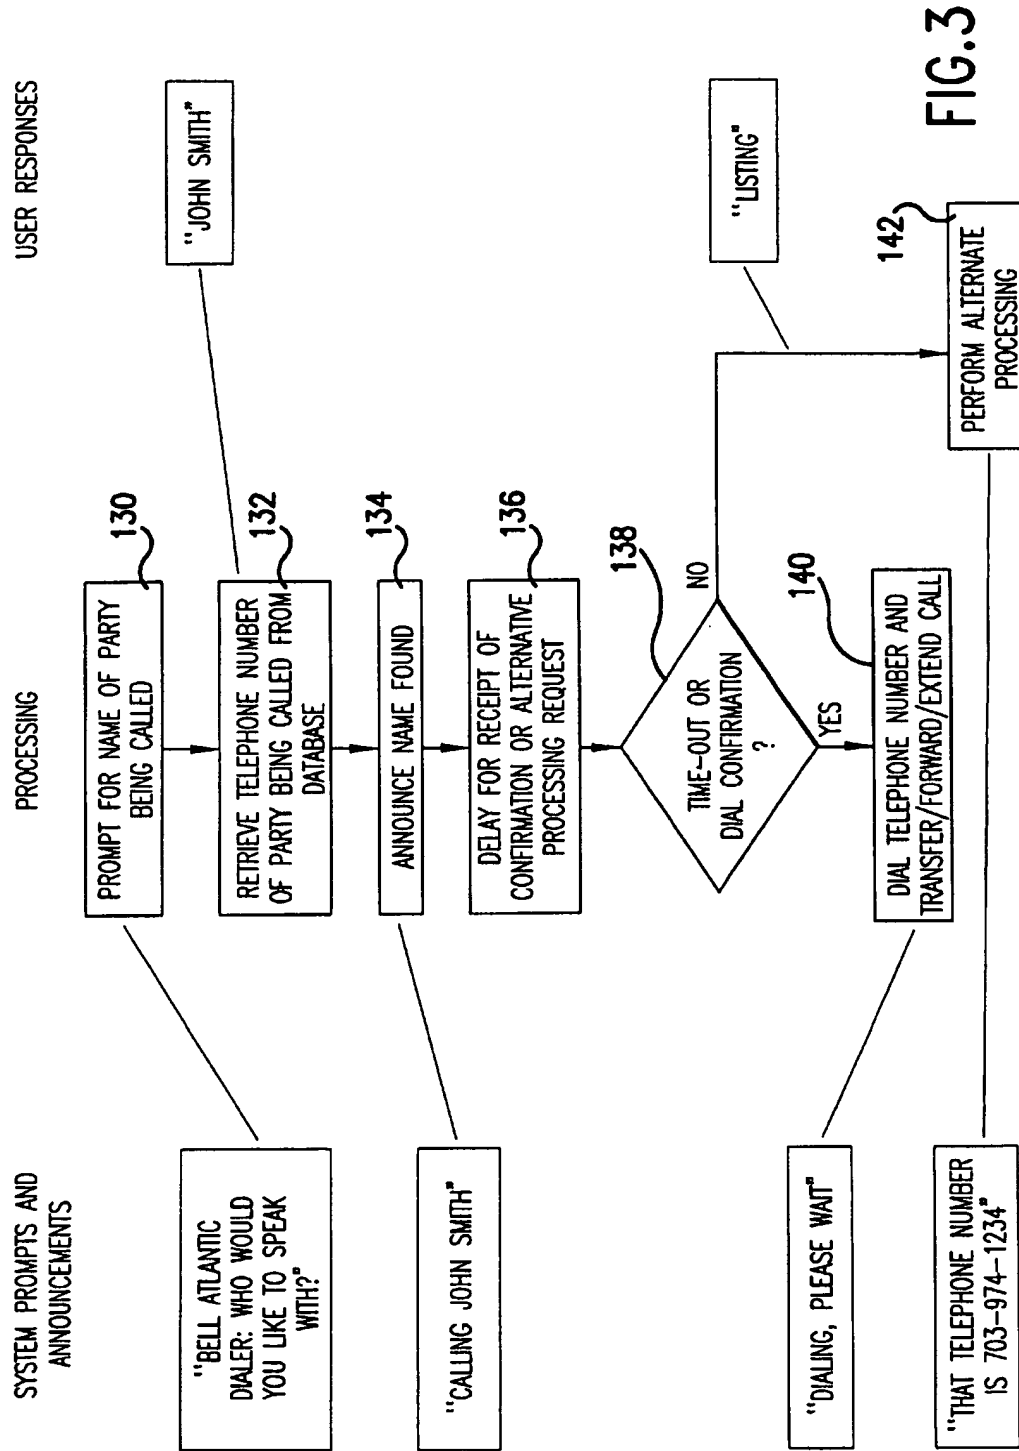 SYSTEM PROMPTS AND
ANNOUNCEMENTS
PROCESSING
USER RESPONSES
"BELL ATLANTIC
DIALER: WHO WOULD
YOU LIKE TO SPEAK
WITH?"
PROMPT FOR NAME OF PARTY
BEING CALLED
130
"JOHN SMITH"
RETRIEVE TELEPHONE NUMBER
OF PARTY BEING CALLED FROM
DATABASE
132
"CALLING JOHN SMITH"
ANNOUNCE NAME FOUND
134
DELAY FOR RECEIPT OF
CONFIRMATION OR ALTERNATIVE
PROCESSING REQUEST
136
TIME-OUT OR
DIAL CONFIRMATION
?
138
NO
YES
"LISTING"
"DIALING, PLEASE WAIT"
DIAL TELEPHONE NUMBER AND
TRANSFER/FORWARD/EXTEND CALL
140
"THAT TELEPHONE NUMBER
IS 703-974-1234"
PERFORM ALTERNATE
PROCESSING
142
FIG.3